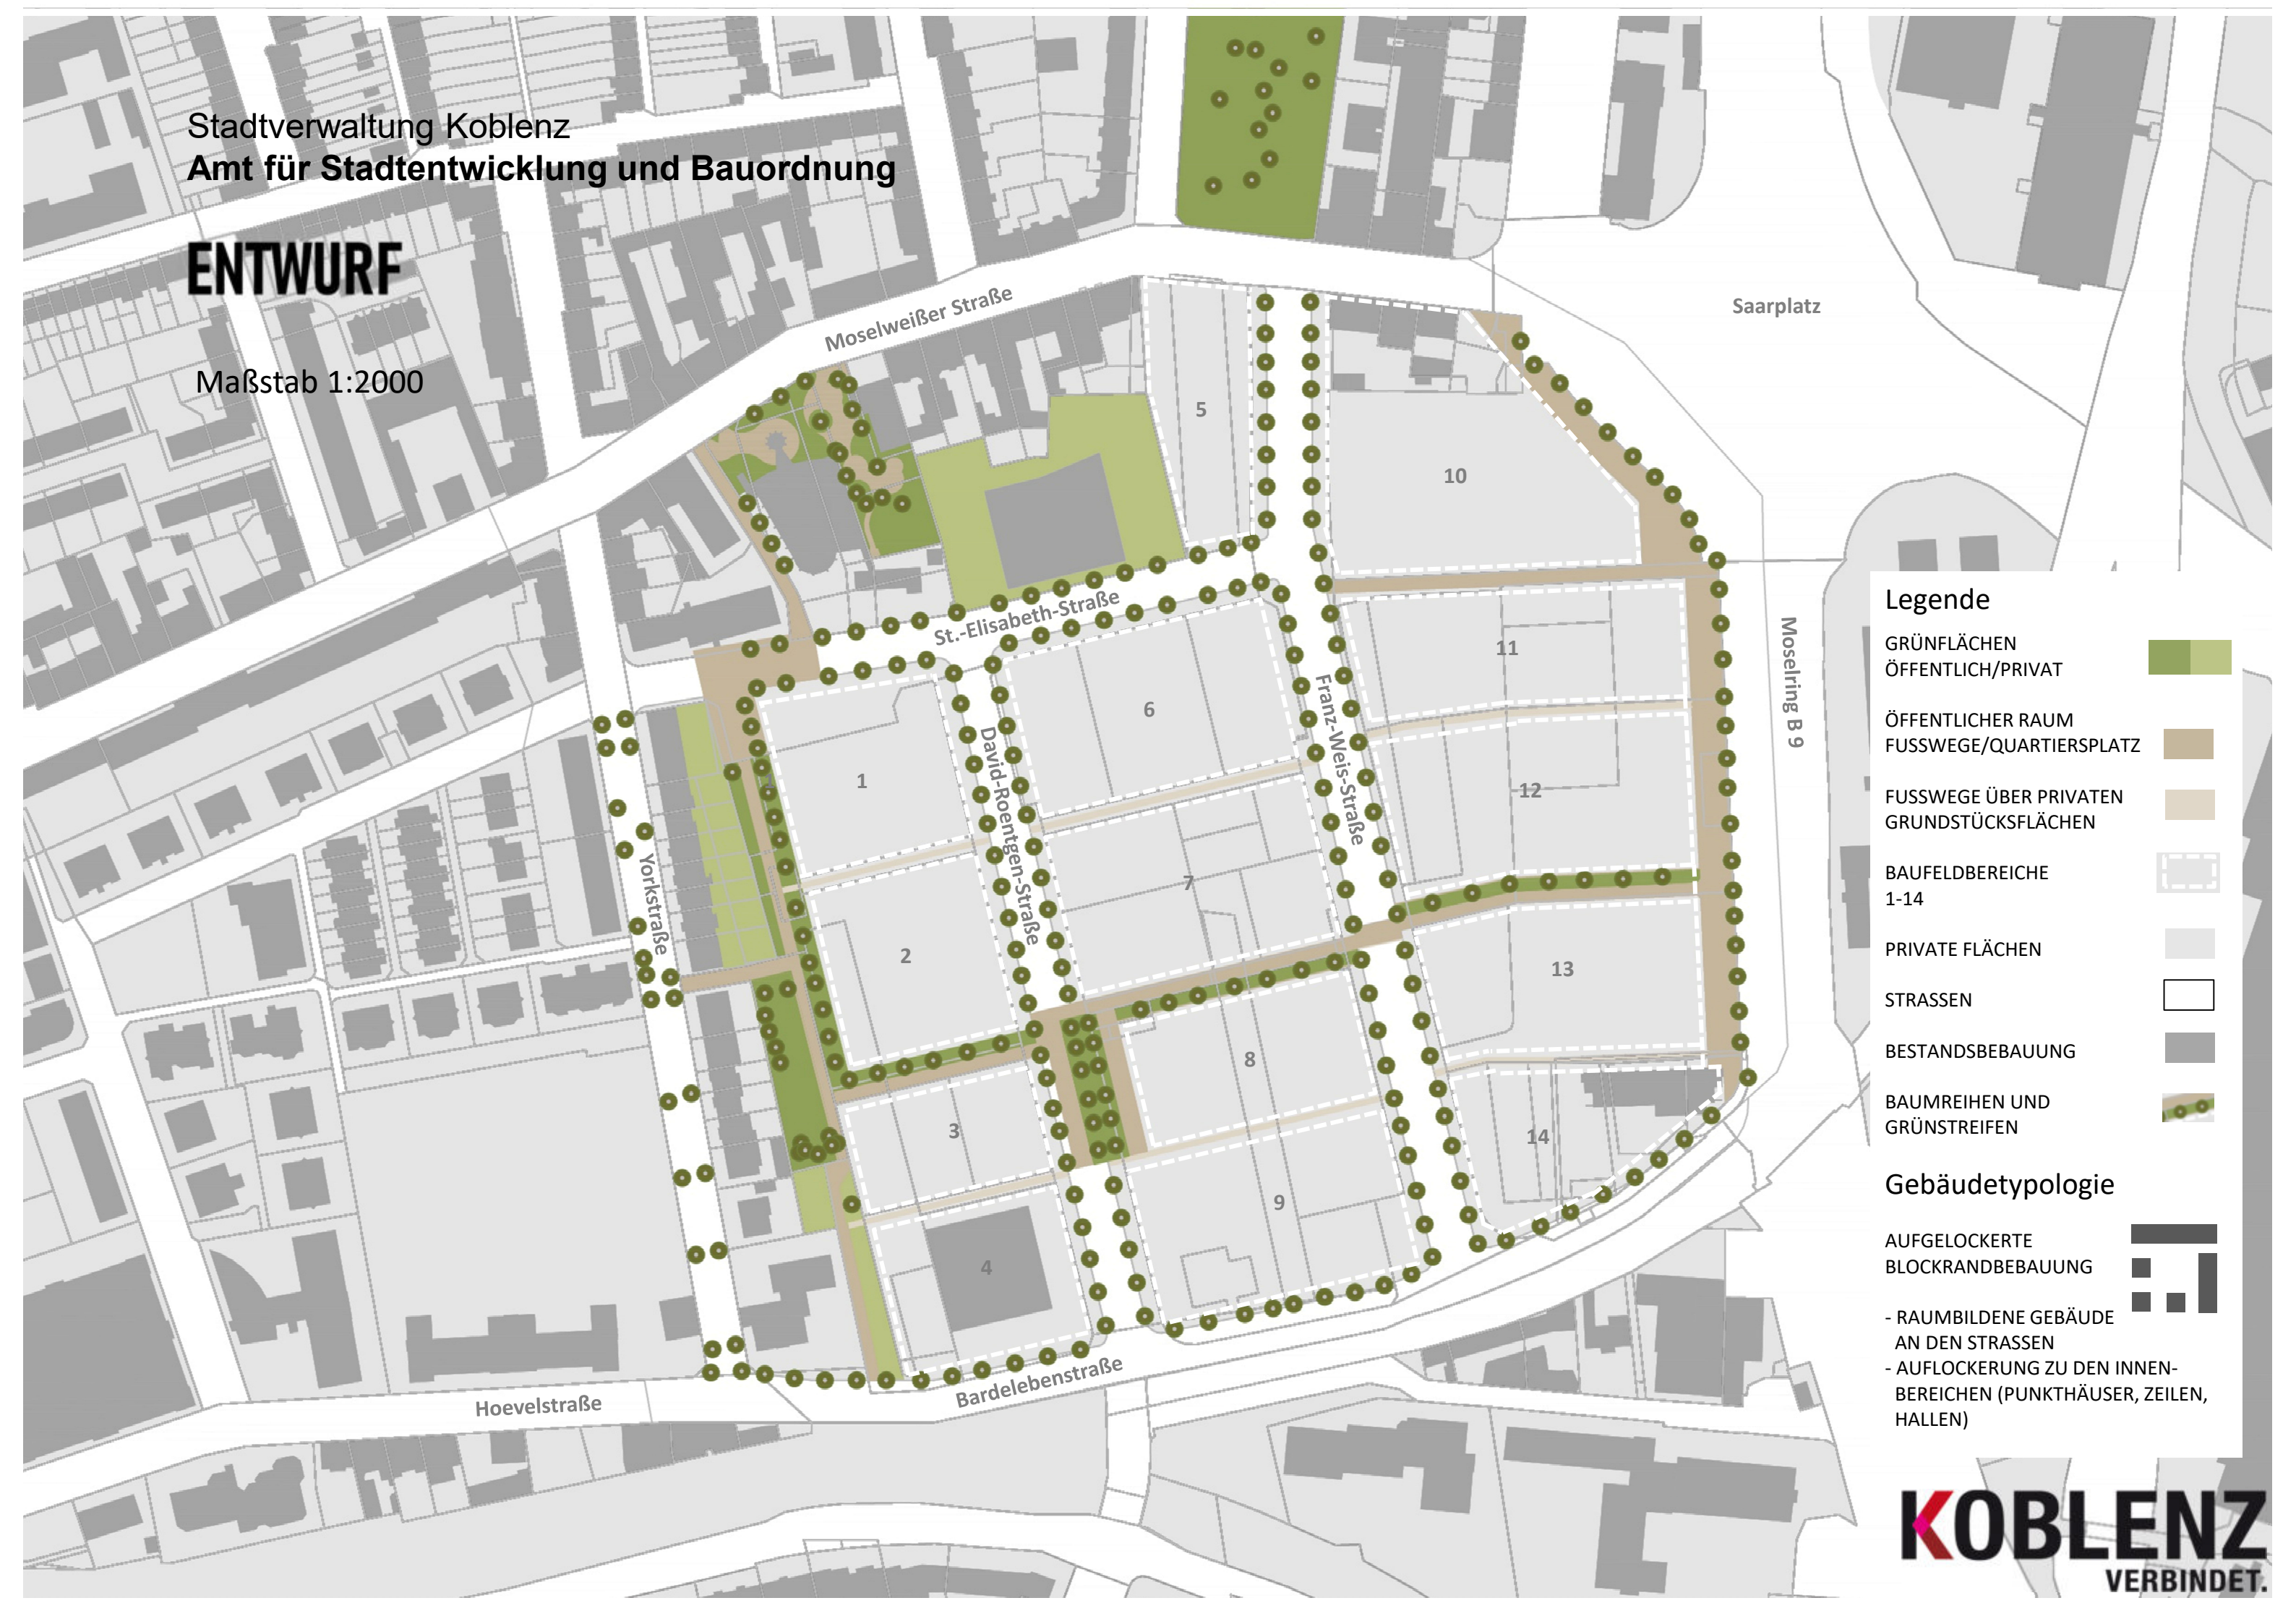 Stadtverwaltung Koblenz
Amt für Stadtentwicklung und Bauordnung
ENTWURF
Maßstab 1:2000
Moselweißer Straße
Saarplatz
5
10
St.-Elisabeth-Straße
11
6
Franz-Weis-Straße
Moselring B 9
David-Roentgen-Straße
1
12
7
Yorkstraße
2
13
8
3
14
9
4
Bardelebenstraße
Hoevelstraße
Legende
GRÜNFLÄCHEN
ÖFFENTLICH/PRIVAT
ÖFFENTLICHER RAUM
FUSSWEGE/QUARTIERSPLATZ
FUSSWEGE ÜBER PRIVATEN
GRUNDSTÜCKSFLÄCHEN
BAUFELDBEREICHE
1-14
PRIVATE FLÄCHEN
STRASSEN
BESTANDSBEBAUUNG
BAUMREIHEN UND
GRÜNSTREIFEN
Gebäudetypologie
AUFGELOCKERTE
BLOCKRANDBEBAUUNG
- RAUMBILDENE GEBÄUDE
AN DEN STRASSEN
- AUFLOCKERUNG ZU DEN INNEN-
BEREICHEN (PUNKTHÄUSER, ZEILEN,
HALLEN)
KOBLENZ
VERBINDET.